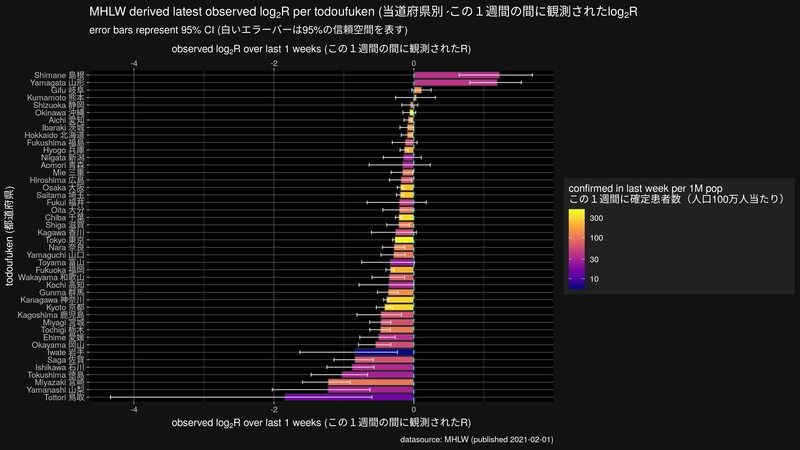 MHLW derived latest observed log₂R per todoufuken (当道府県別 -この１週間の間に観測されたlog₂R
error bars represent 95% CI (白いエラーバーは95%の信頼空間を表す)
observed log₂R over last 1 weeks (この１週間の間に観測されたR)
-4 -2 0
todoufuken (都道府県)
Shimane 島根
Yamagata 山形
Gifu 岐阜
Kumamoto 熊本
Shizuoka 静岡
Okinawa 沖縄
Aichi 愛知
Ibaraki 茨城
Hokkaido 北海道
Fukushima 福島
Hyogo 兵庫
Niigata 新潟
Aomori 青森
Mie 三重
Hiroshima 広島
Osaka 大阪
Saitama 埼玉
Fukui 福井
Oita 大分
Chiba 千葉
Shiga 滋賀
Kagawa 香川
Tokyo 東京
Nara 奈良
Yamaguchi 山口
Toyama 富山
Fukuoka 福岡
Wakayama 和歌山
Kochi 高知
Gunma 群馬
Kanagawa 神奈川
Kyoto 京都
Kagoshima 鹿児島
Miyagi 宮城
Tochigi 栃木
Ehime 愛媛
Okayama 岡山
Iwate 岩手
Saga 佐賀
Ishikawa 石川
Tokushima 徳島
Miyazaki 宮崎
Yamanashi 山梨
Tottori 鳥取
-4 -2 0
observed log₂R over last 1 weeks (この１週間の間に観測されたR)
datasource: MHLW (published 2021-02-01)
confirmed in last week per 1M pop
この１週間に確定患者数（人口100万人当たり）
300
100
30
10